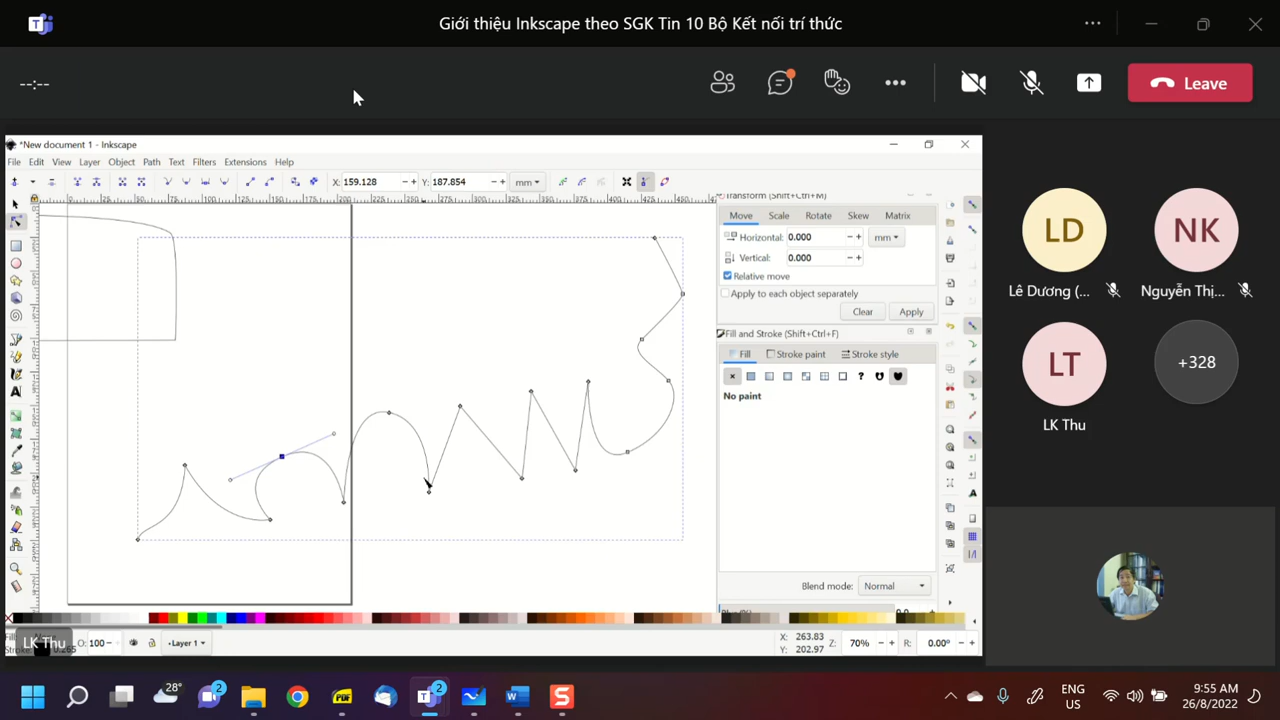 Giới thiệu Inkscape theo SGK Tin 10 Bộ Kết nối trí thức
--:--
Leave
*New document 1 - Inkscape
File Edit View Layer Object Path Text Filters Extensions Help
X: 159.128 Y: 187.854 mm
Transform (Shift+Ctrl+M)
Move Scale Rotate Skew Matrix
Horizontal: 0.000 mm
Vertical: 0.000
Relative move
Apply to each object separately
Clear Apply
Fill and Stroke (Shift+Ctrl+F)
Fill Stroke paint Stroke style
No paint
Blend mode: Normal
LK Thu
O: 100
Layer 1
X: 263.83
Y: 202.97
Z: 70%
R: 0.00°
LD
Lê Dương (...
NK
Nguyễn Thị...
LT
LK Thu
+328
28°
2
PDF
2
ENG
US
9:55 AM
26/8/2022